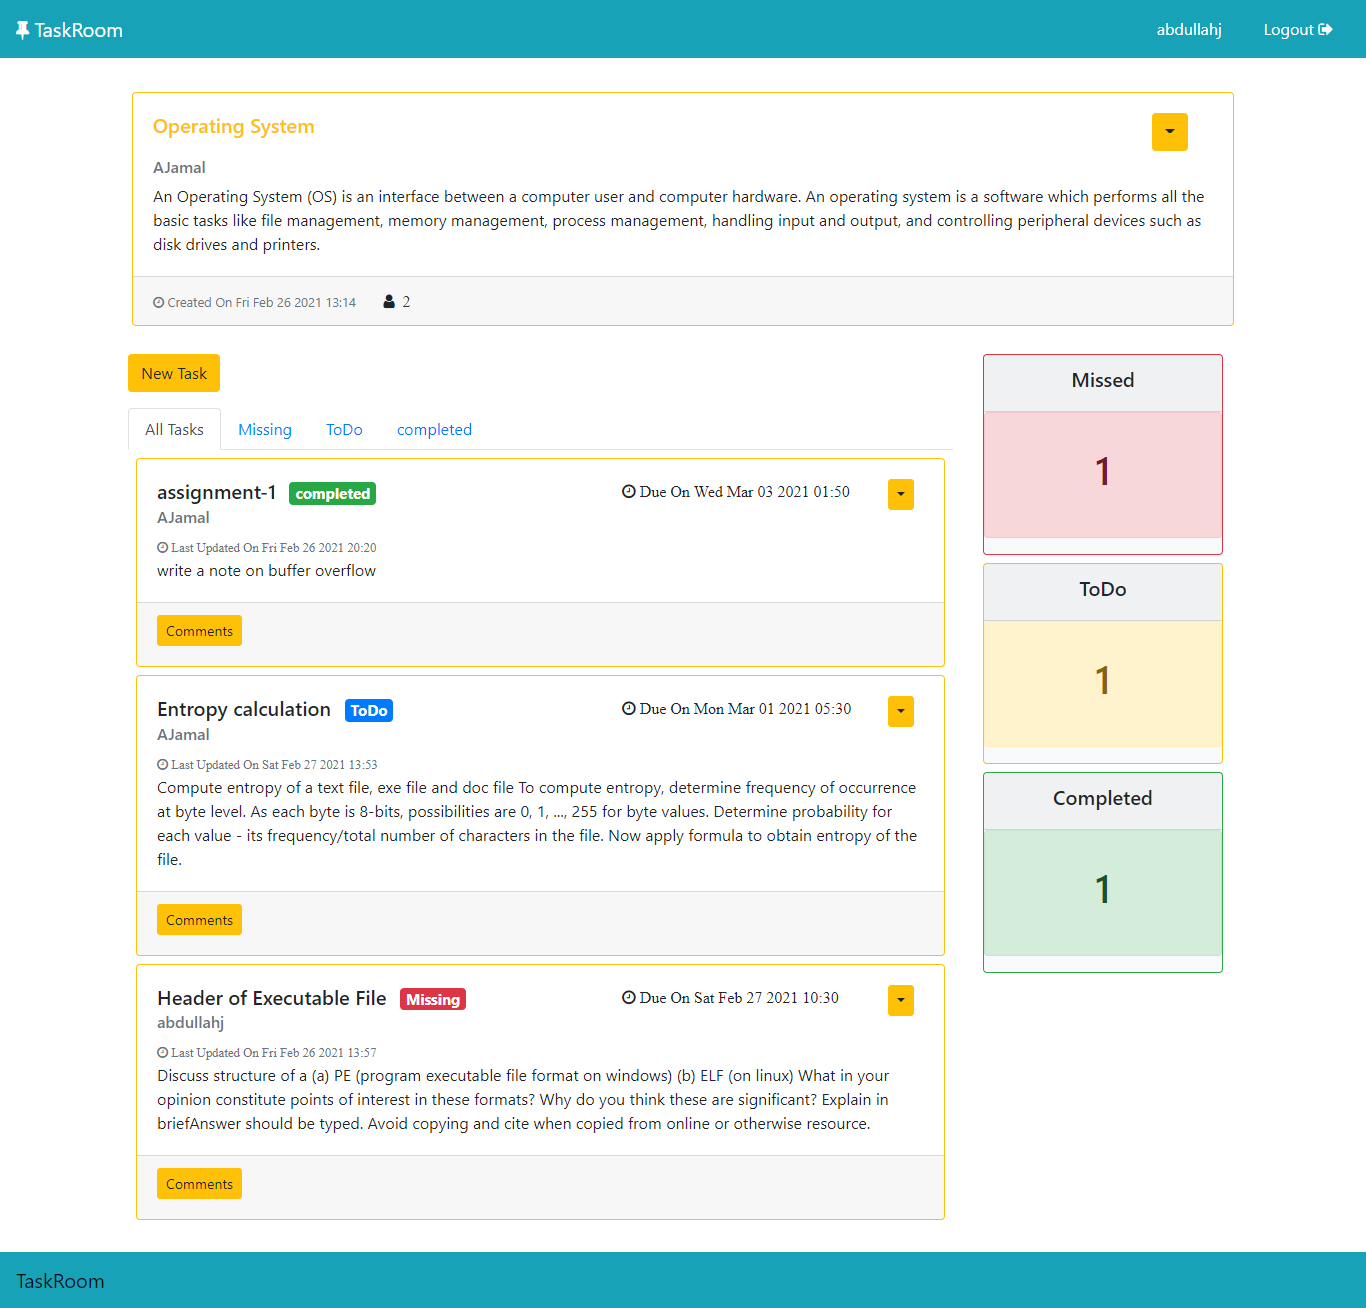 TaskRoom
abdullahj
Logout
Operating System
AJamal
An Operating System (OS) is an interface between a computer user and computer hardware. An operating system is a software which performs all the
basic tasks like file management, memory management, process management, handling input and output, and controlling peripheral devices such as
disk drives and printers.
Created On Fri Feb 26 2021 13:14
2
New Task
All Tasks
Missing
ToDo
completed
assignment-1
completed
Due On Wed Mar 03 2021 01:50
AJamal
Last Updated On Fri Feb 26 2021 20:20
write a note on buffer overflow
Comments
Entropy calculation
ToDo
Due On Mon Mar 01 2021 05:30
AJamal
Last Updated On Sat Feb 27 2021 13:53
Compute entropy of a text file, exe file and doc file To compute entropy, determine frequency of occurrence
at byte level. As each byte is 8-bits, possibilities are 0, 1, ..., 255 for byte values. Determine probability for
each value - its frequency/total number of characters in the file. Now apply formula to obtain entropy of the
file.
Comments
Header of Executable File
Missing
Due On Sat Feb 27 2021 10:30
abdullahj
Last Updated On Fri Feb 26 2021 13:57
Discuss structure of a (a) PE (program executable file format on windows) (b) ELF (on linux) What in your
opinion constitute points of interest in these formats? Why do you think these are significant? Explain in
briefAnswer should be typed. Avoid copying and cite when copied from online or otherwise resource.
Comments
Missed
1
ToDo
1
Completed
1
TaskRoom